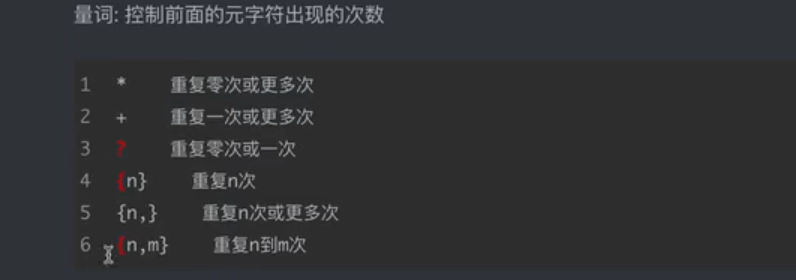 量词: 控制前面的元字符出现的次数
1 * 重复零次或更多次
2 + 重复一次或更多次
3 ? 重复零次或一次
4 {n} 重复n次
5 {n,} 重复n次或更多次
6 {n,m} 重复n到m次